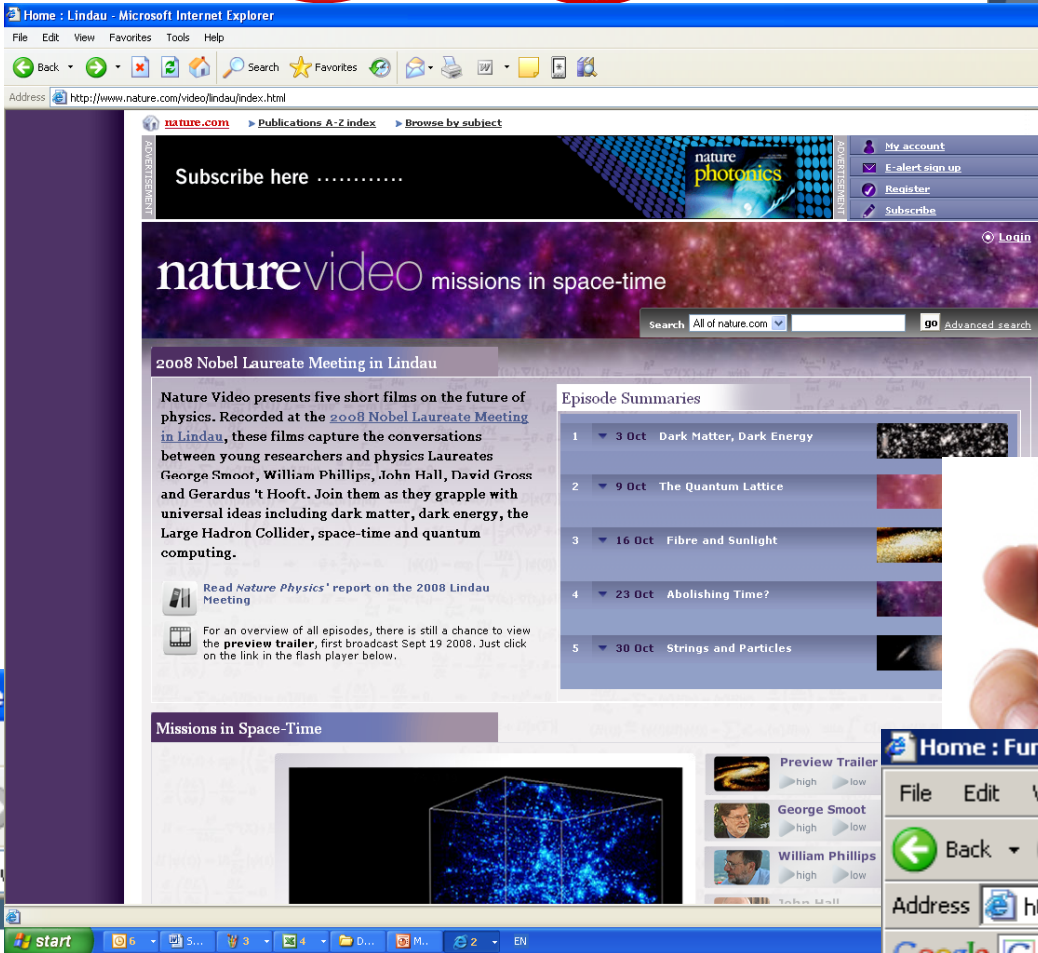 Home : Lindau - Microsoft Internet Explorer
File Edit View Favorites Tools Help
Back Search Favorites
Address http://www.nature.com/video/lindau/index.html
nature.com Publications A-Z index Browse by subject
ADVERTISEMENT
Subscribe here ............
nature
photonics
ADVERTISEMENT
My account
E-alert sign up
Register
Subscribe
Login
naturevideo missions in space-time
Search All of nature.com go Advanced search
2008 Nobel Laureate Meeting in Lindau
Nature Video presents five short films on the future of
physics. Recorded at the 2008 Nobel Laureate Meeting
in Lindau, these films capture the conversations
between young researchers and physics Laureates
George Smoot, William Phillips, John Hall, David Gross
and Gerardus 't Hooft. Join them as they grapple with
universal ideas including dark matter, dark energy, the
Large Hadron Collider, space-time and quantum
computing.
Read Nature Physics' report on the 2008 Lindau
Meeting
For an overview of all episodes, there is still a chance to view
the preview trailer, first broadcast Sept 19 2008. Just click
on the link in the flash player below.
Episode Summaries
1 3 Oct Dark Matter, Dark Energy
2 9 Oct The Quantum Lattice
3 16 Oct Fibre and Sunlight
4 23 Oct Abolishing Time?
5 30 Oct Strings and Particles
Missions in Space-Time
Preview Trailer
high low
George Smoot
high low
William Phillips
high low
John Hall
Home : Fun
File Edit
Back
Address
Google
start 6 S... 3 4 D... M.. 2 EN